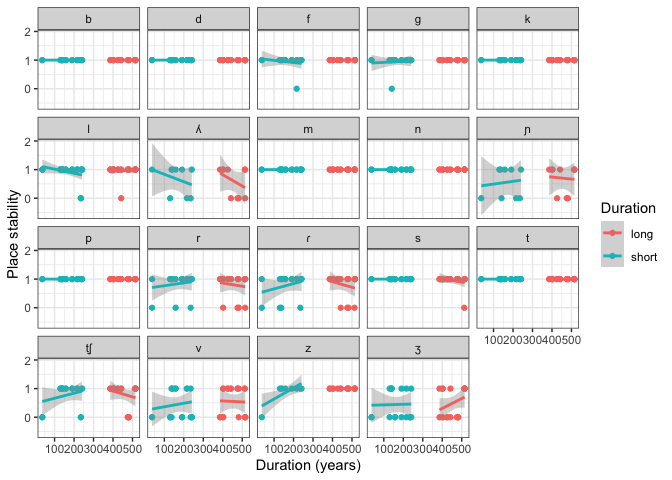 b d f g k
2
1
0
l ʎ m n ɲ
2
1
0
Place stability
Duration
long
short
p r ɾ s t
2
1
0
100200300400500
tʃ v z ʒ
2
1
0
100200300400500 100200300400500 100200300400500 100200300400500
Duration (years)